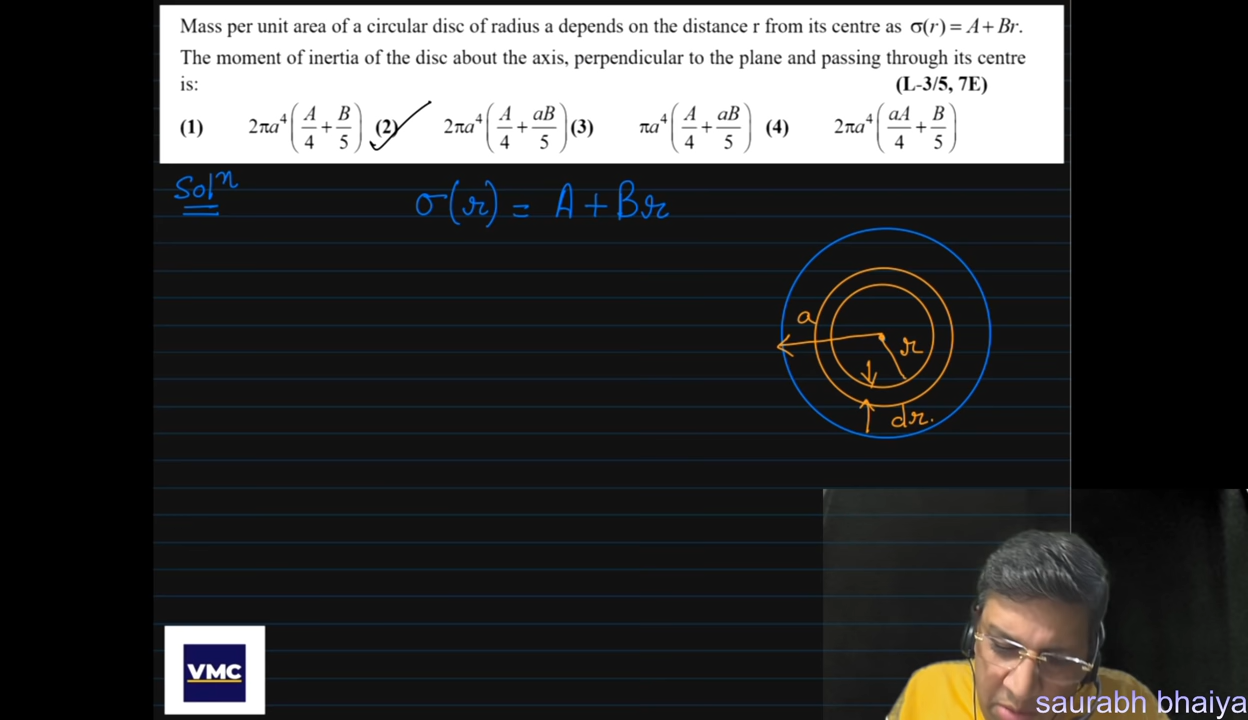 Mass per unit area of a circular disc of radius a depends on the distance r from its centre as σ(r) = A + Br.
The moment of inertia of the disc about the axis, perpendicular to the plane and passing through its centre
is: (L-3/5, 7E)
(1) 2πa⁴(A/4 + B/5) (2) 2πa⁴(A/4 + aB/5) (3) πa⁴(A/4 + aB/5) (4) 2πa⁴(aA/4 + B/5)
Solⁿ σ(r) = A + Br
a
r
dr.
VMC
saurabh bhaiya